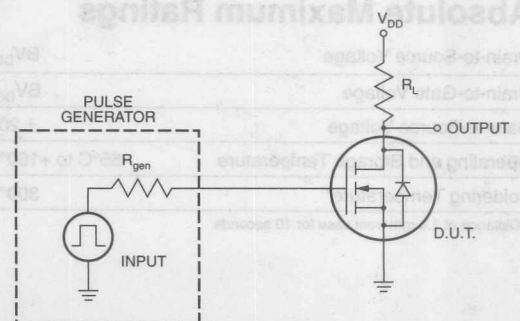 V_DD
R_L
OUTPUT
PULSE
GENERATOR
R_gen
INPUT
D.U.T.
Absolute Maximum Ratings
Drain-to-Source Voltage
Drain-to-Gate Voltage
Voltage
Operating and Storage Temperature
Soldering Temperature